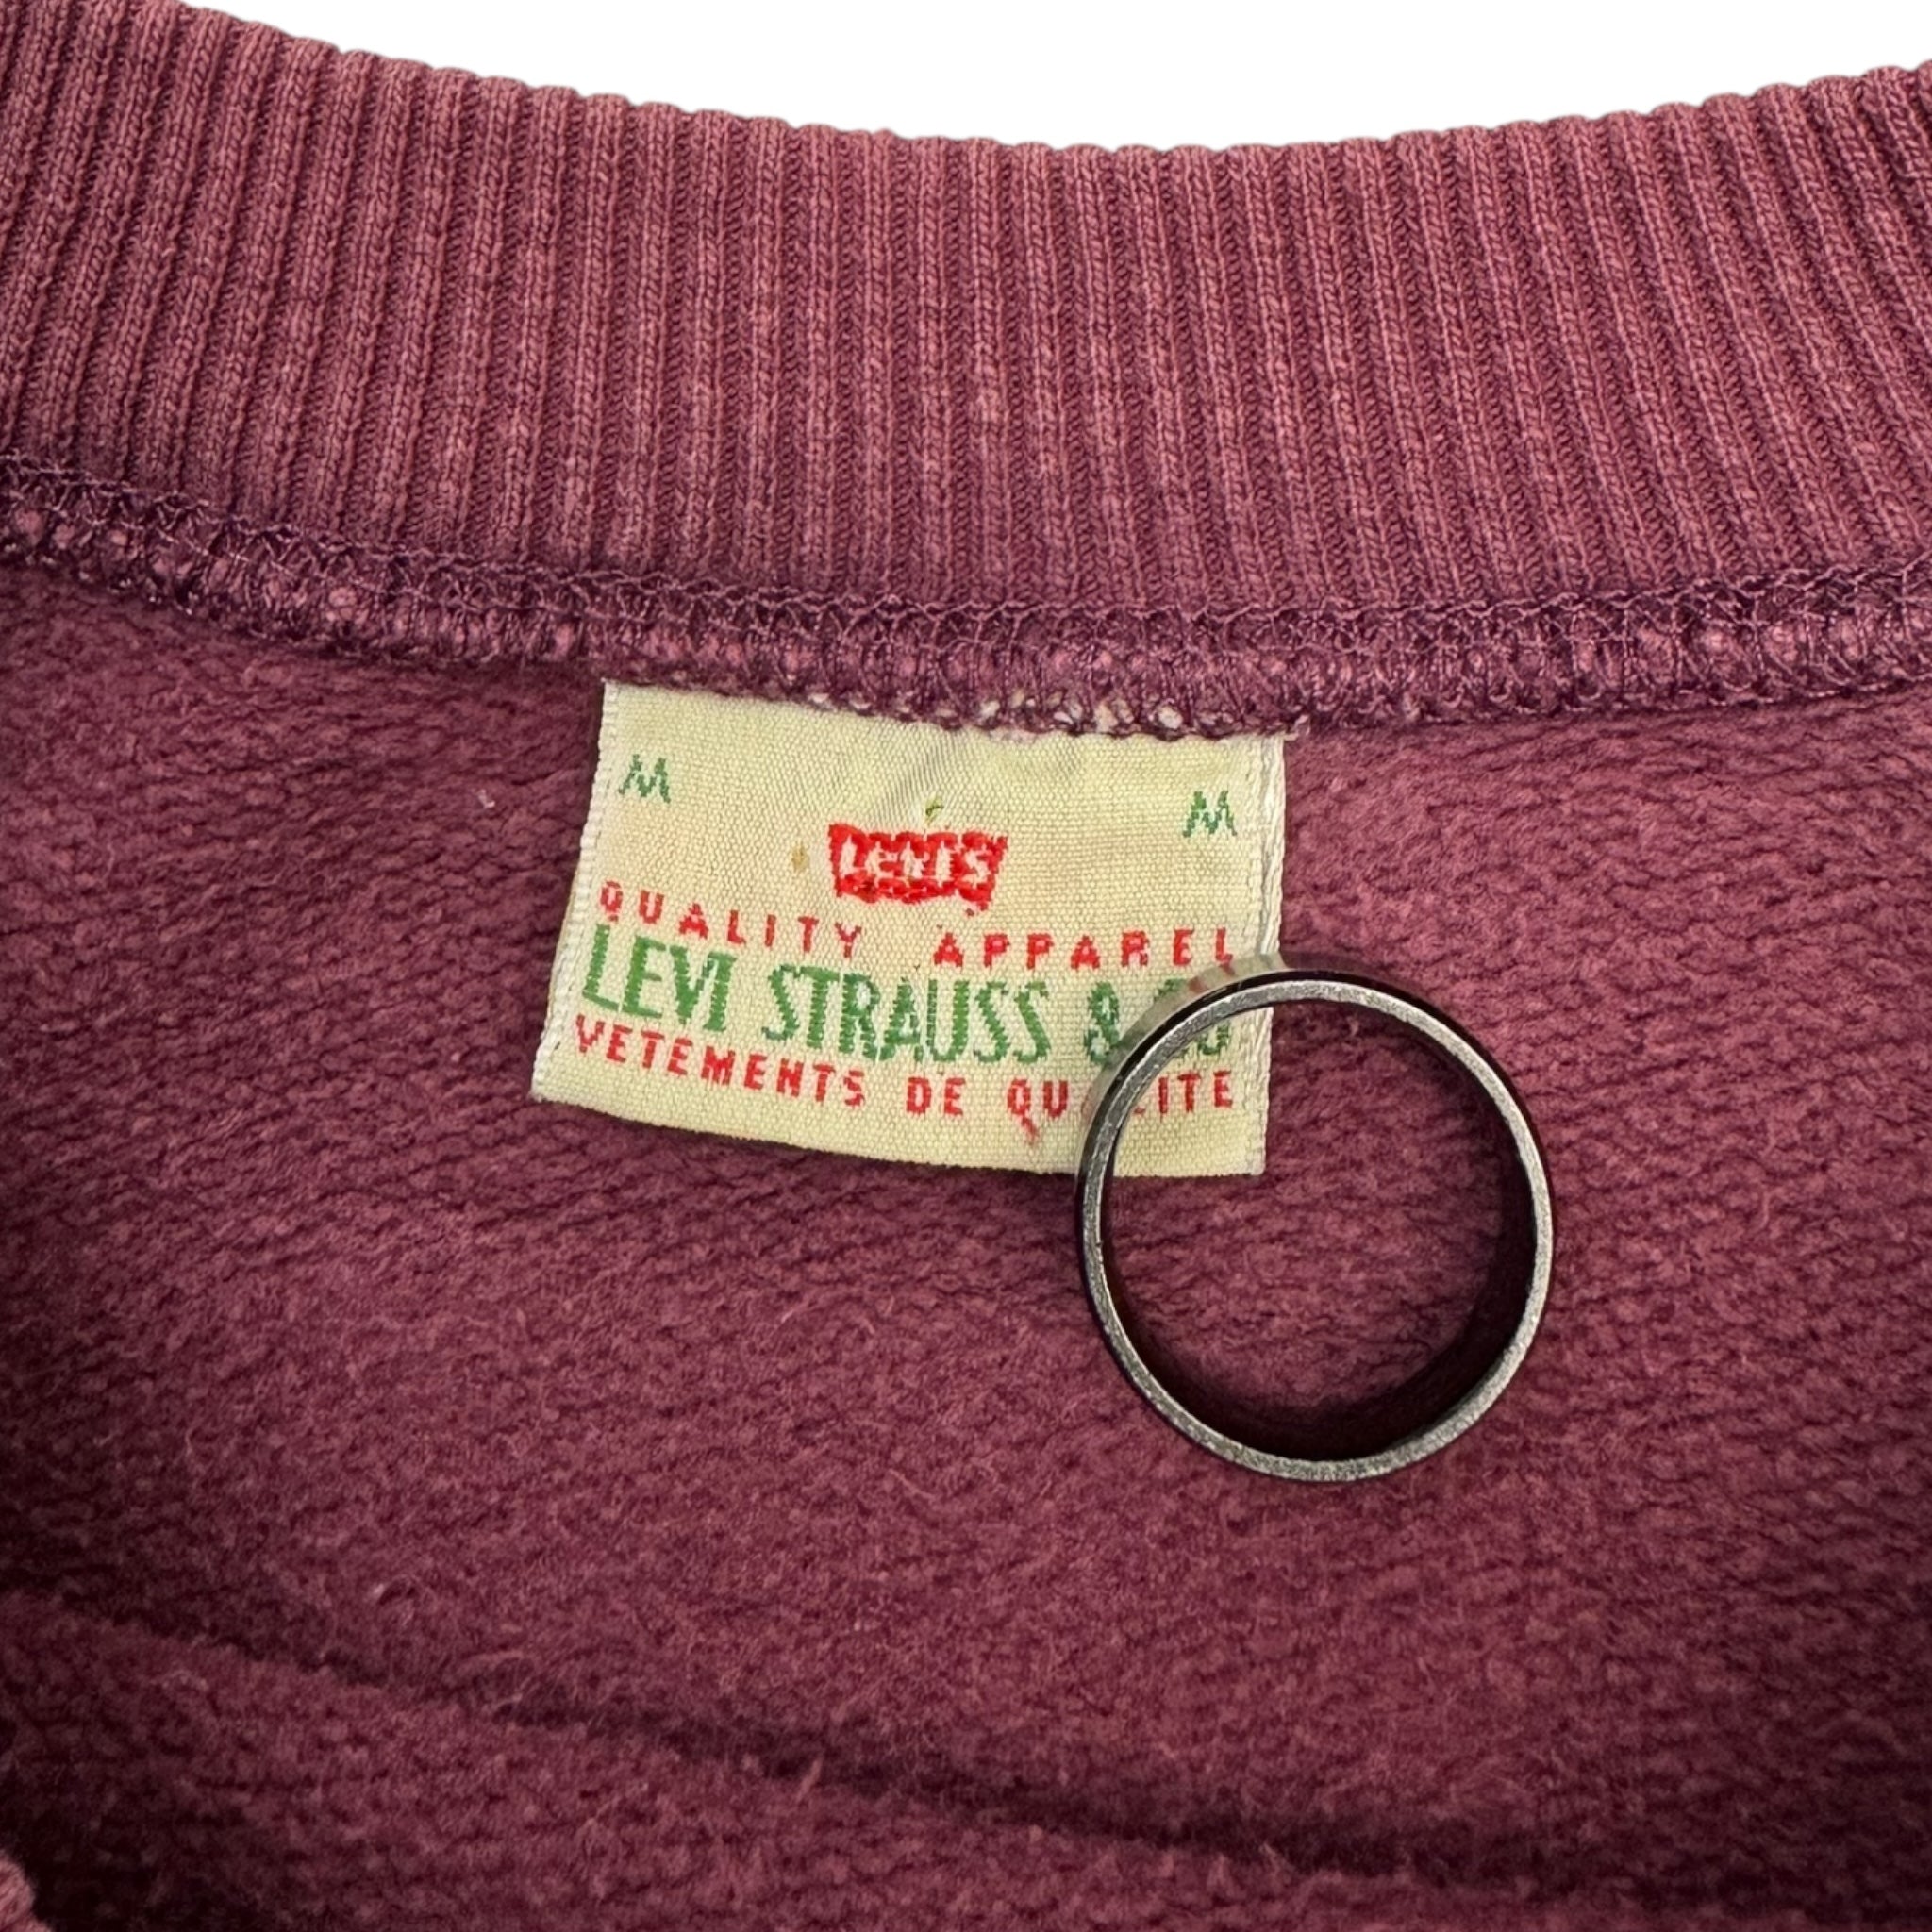 M M
LEVI'S
QUALITY APPAREL
LEVI STRAUSS &
VETEMENTS DE